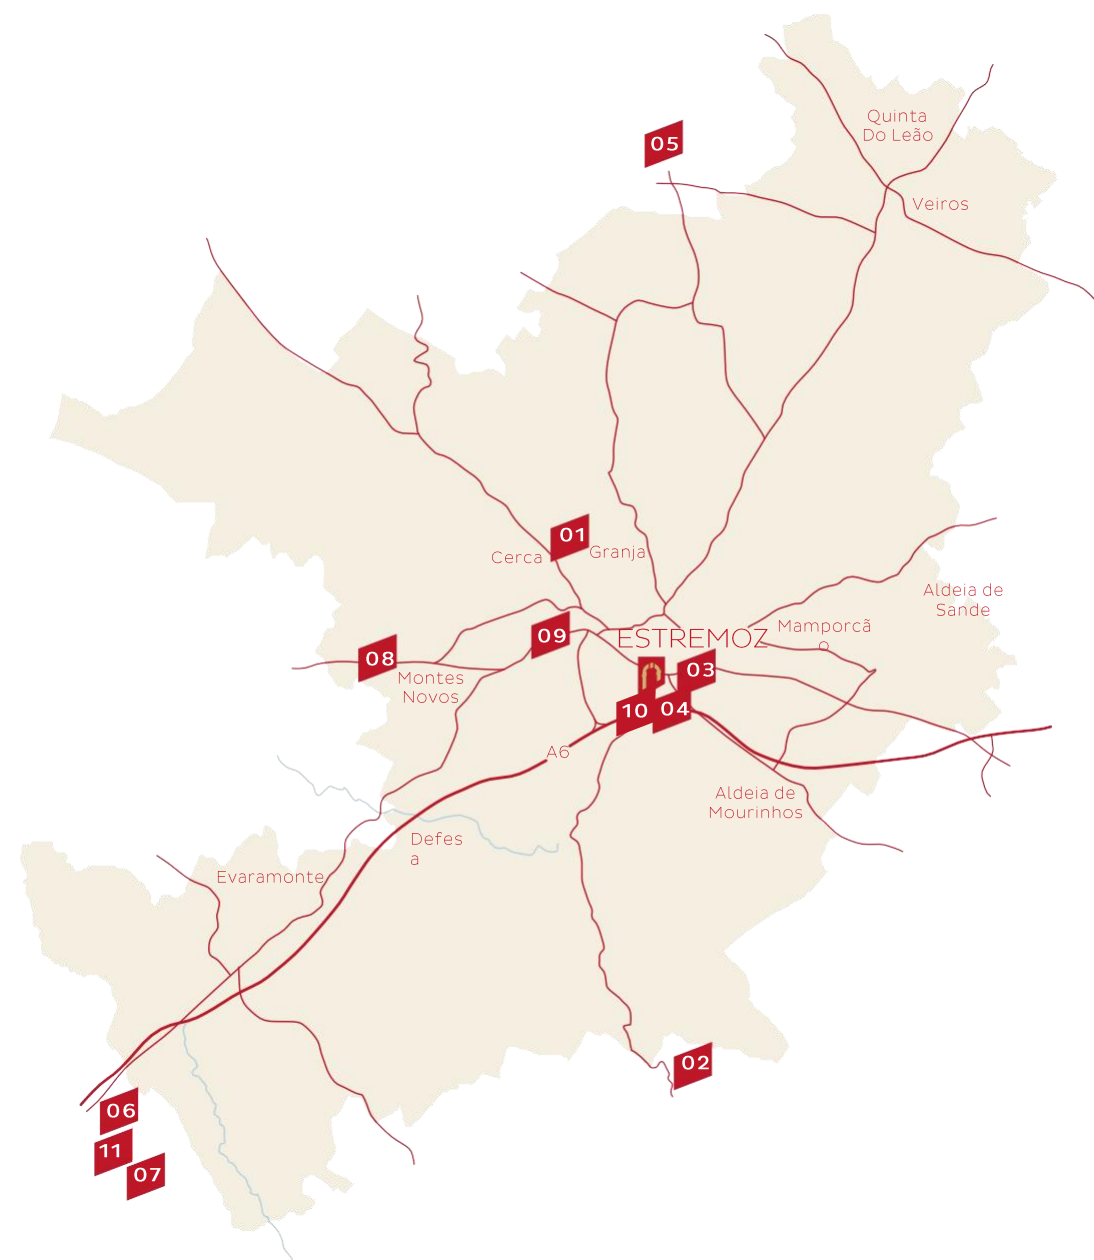 Quinta
Do Leão
05
Veiros
01
Cerca
Granja
Aldeia de
Sande
Mamporcã
o
ESTREMOZ
09
08
03
Montes
Novos
10
04
A6
Aldeia de
Mourinhos
Defes
a
Evaramonte
02
06
11
07